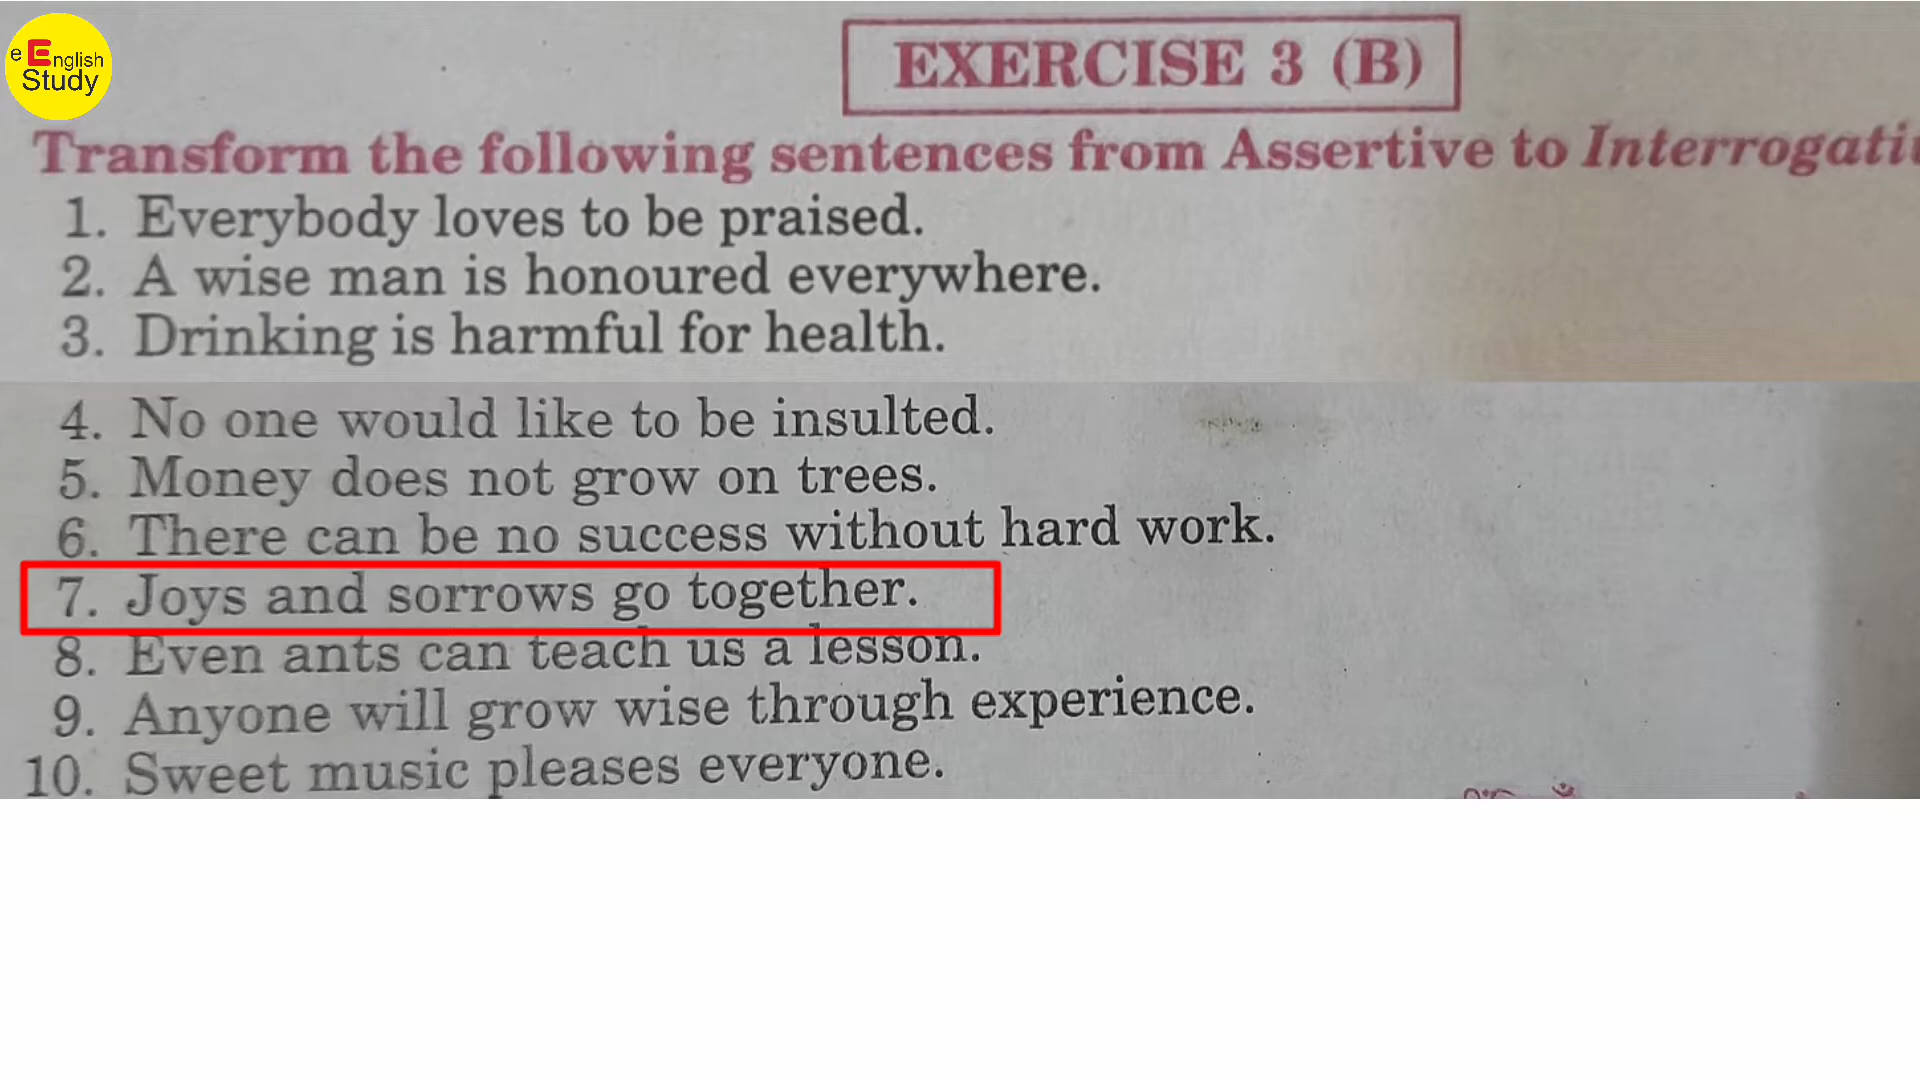 e English
Study
EXERCISE 3 (B)
Transform the following sentences from Assertive to
1. Everybody loves to be praised.
2. A wise man is honoured everywhere.
3. Drinking is harmful for health.
4. No one would like to be insulted.
5. Money does not grow on trees.
6. There can be no success without hard work.
7. Joys and sorrows go together.
8. Even ants can teach us a lesson.
9. Anyone will grow wise through experience.
10. Sweet music pleases everyone.